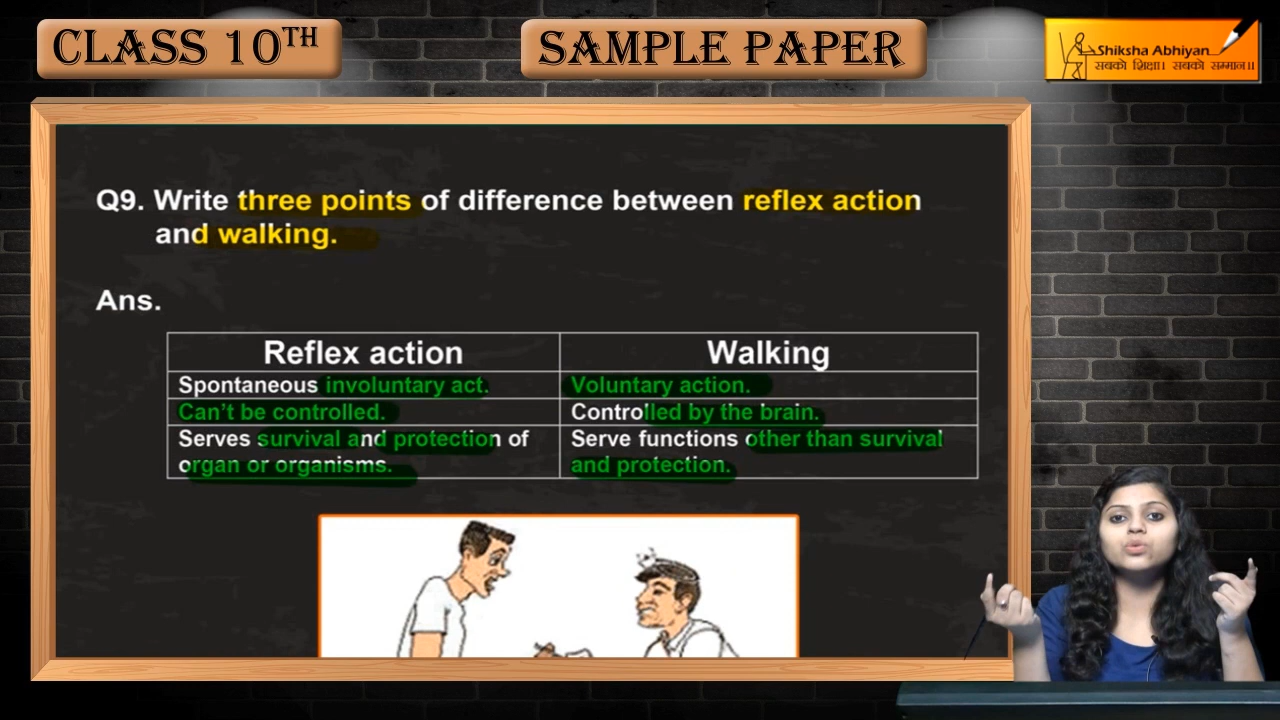 CLASS 10TH
SAMPLE PAPER
Shiksha Abhiyan
सबको शिक्षा। सबको सम्मान॥
Q9. Write three points of difference between reflex action
and walking.
Ans.
Reflex action
Walking
Spontaneous involuntary act.
Voluntary action.
Can't be controlled.
Controlled by the brain.
Serves survival and protection of
organ or organisms.
Serve functions other than survival
and protection.